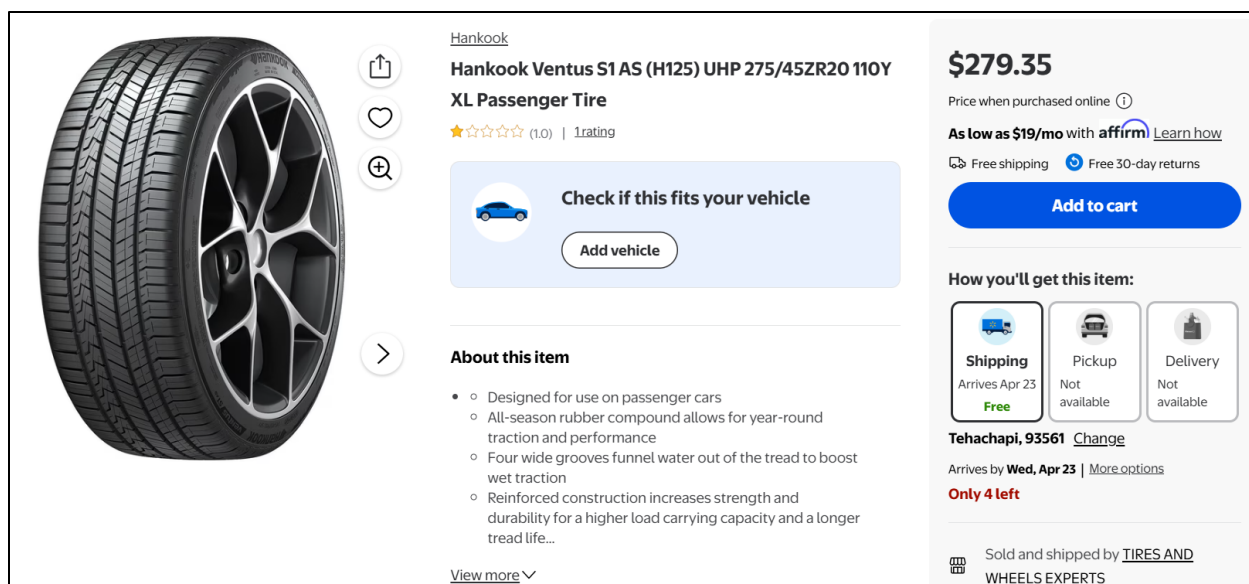 Hankook
Hankook Ventus S1 AS (H125) UHP 275/45ZR20 110Y
XL Passenger Tire
(1.0) | 1 rating
Check if this fits your vehicle
Add vehicle
About this item
Designed for use on passenger cars
All-season rubber compound allows for year-round
traction and performance
Four wide grooves funnel water out of the tread to boost
wet traction
Reinforced construction increases strength and
durability for a higher load carrying capacity and a longer
tread life...
View more
$279.35
Price when purchased online
As low as $19/mo with affirm Learn how
Free shipping
Free 30-day returns
Add to cart
How you'll get this item:
Shipping
Arrives Apr 23
Free
Pickup
Not
available
Delivery
Not
available
Tehachapi, 93561 Change
Arrives by Wed, Apr 23 | More options
Only 4 left
Sold and shipped by TIRES AND
WHEELS EXPERTS
Hankook